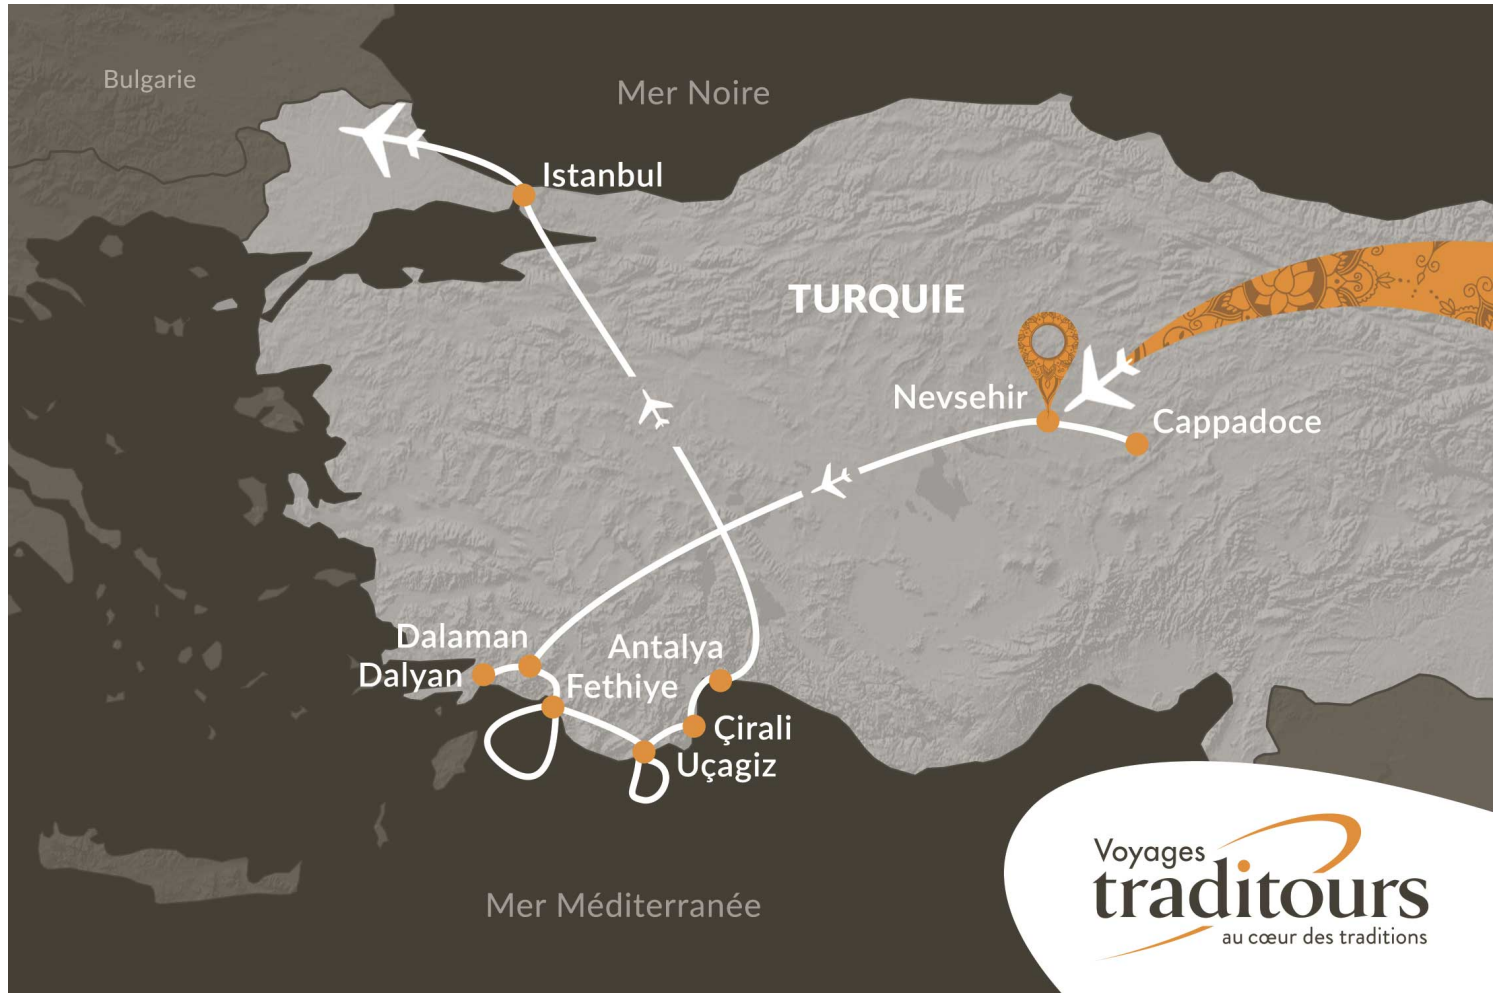 Bulgarie
Mer Noire
Istanbul
TURQUIE
Nevsehir
Cappadoce
Dalaman
Antalya
Dalyan
Fethiye
Çirali
Uçagiz
Mer Méditerranée
Voyages
traditours
au cœur des traditions